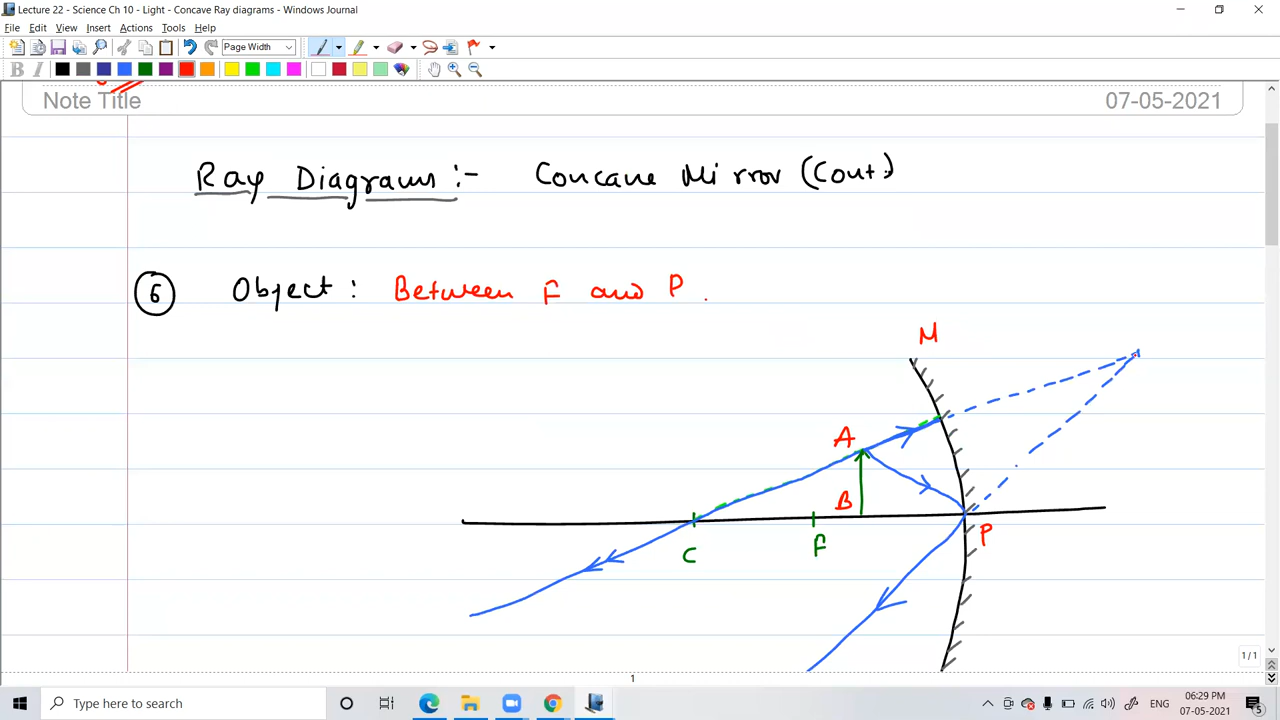 Lecture 22 - Science Ch 10 - Light - Concave Ray diagrams - Windows Journal
File Edit View Insert Actions Tools Help
Page Width
B I
Note Title
07-05-2021
Ray Diagrams :- Concave Mirror (Cont.)
6 Object : Between F and P.
M
A
B
C F P
1/1
1
Type here to search
06:29 PM
07-05-2021
5